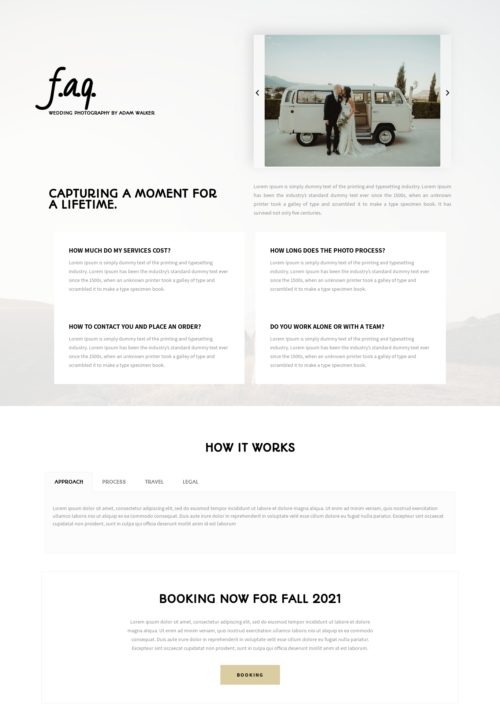 f.a.q.
WEDDING PHOTOGRAPHY BY ADAM WALKER
CAPTURING A MOMENT FOR
A LIFETIME.
Lorem Ipsum is simply dummy text of the printing and typesetting
industry. Lorem Ipsum has been the industry's standard dummy text
ever since the 1500s, when an unknown printer
took a galley of type and scrambled it to make a type specimen book. It has
survived not only five centuries.
HOW MUCH DO MY SERVICES COST?
Lorem Ipsum is simply dummy text of the printing and typesetting
industry. Lorem Ipsum has been the industry's standard dummy text ever
since the 1500s, when an unknown printer took a galley of type and
scrambled it to make a type specimen book.
HOW LONG DOES THE PHOTO PROCESS?
Lorem Ipsum is simply dummy text of the printing and typesetting
industry. Lorem Ipsum has been the industry's standard dummy text ever
since the 1500s, when an unknown printer took a galley of type and
scrambled it to make a type specimen book.
HOW TO CONTACT YOU AND PLACE AN ORDER?
Lorem Ipsum is simply dummy text of the printing and typesetting
industry. Lorem Ipsum has been the industry's standard dummy text ever
since the 1500s, when an unknown printer took a galley of type and
scrambled it to make a type specimen book.
DO YOU WORK ALONE OR WITH A TEAM?
Lorem Ipsum is simply dummy text of the printing and typesetting
industry. Lorem Ipsum has been the industry's standard dummy text ever
since the 1500s, when an unknown printer took a galley of type and
scrambled it to make a type specimen book.
HOW IT WORKS
APPROACH PROCESS TRAVEL LEGAL
Lorem ipsum dolor sit amet, consectetur adipiscing elit, sed do eiusmod tempor incididunt ut labore et dolore magna aliqua. Ut enim ad minim veniam, quis nostrud exercitation
ullamco laboris nisi ut aliquip ex ea commodo consequat. Duis aute irure dolor in reprehenderit in voluptate velit esse cillum dolore eu fugiat nulla pariatur. Excepteur sint occaecat
cupidatat non proident, sunt in culpa qui officia deserunt mollit anim id est laborum
BOOKING NOW FOR FALL 2021
Lorem ipsum dolor sit amet, consectetur adipiscing elit, sed do eiusmod tempor incididunt ut labore et dolore
magna aliqua. Ut enim ad minim veniam, quis nostrud exercitation ullamco laboris nisi ut aliquip ex ea commodo
consequat. Duis aute irure dolor in reprehenderit in voluptate velit esse cillum dolore eu fugiat nulla pariatur.
Excepteur sint occaecat cupidatat non proident, sunt in culpa qui officia deserunt mollit anim id est laborum.
BOOKING